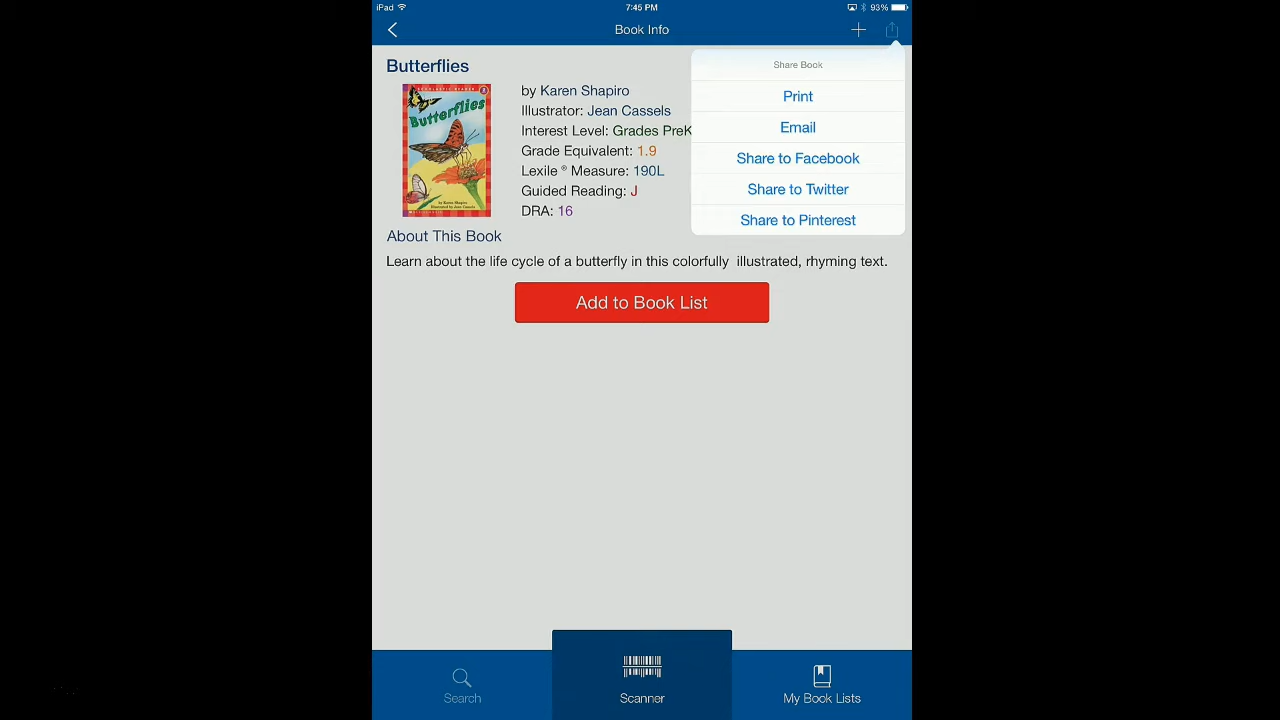 iPad 7:45 PM 93%
Book Info
Butterflies
Share Book
Print
Email
Share to Facebook
Share to Twitter
Share to Pinterest
Butterflies
by Karen Shapiro
Illustrator: Jean Cassels
Interest Level: Grades PreK
Grade Equivalent: 1.9
Lexile ® Measure: 190L
Guided Reading: J
DRA: 16
About This Book
Learn about the life cycle of a butterfly in this colorfully illustrated, rhyming text.
Add to Book List
Search
Scanner
My Book Lists